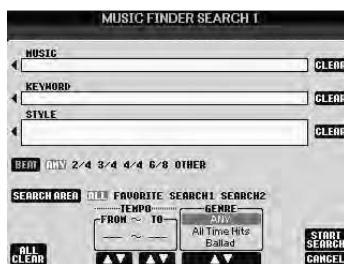 MUSIC FINDER SEARCH 1
MUSIC
CLEAR
KEYWORD
CLEAR
STYLE
CLEAR
BEAT ANY 2/4 3/4 4/4 6/8 OTHER
SEARCH AREA ALL FAVORITE SEARCH1 SEARCH2
TEMPO GENRE
FROM ~ TO ANY
--- ~ --- All Time Hits
Ballad
ALL CLEAR
START SEARCH
CANCEL